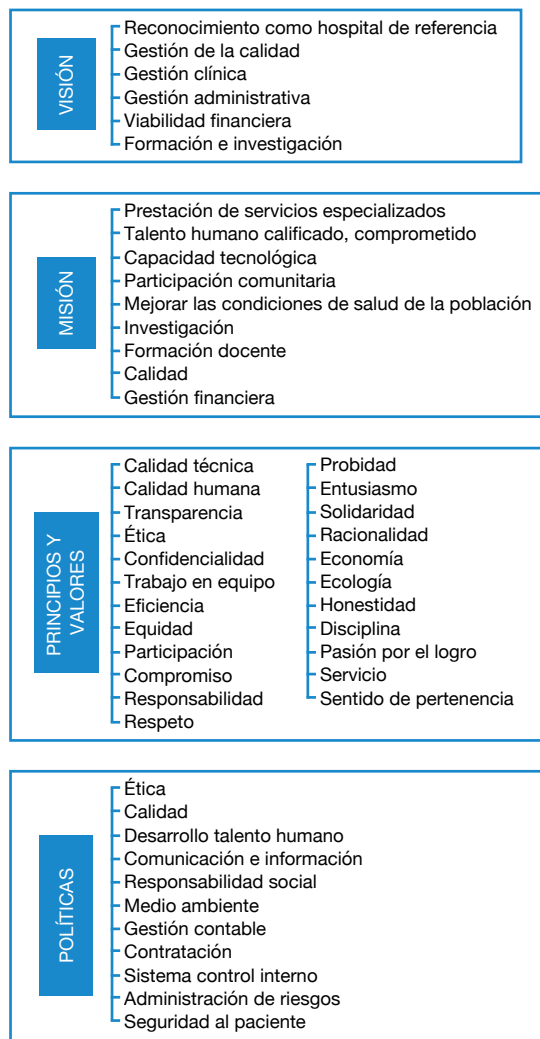 VISIÓN
Reconocimiento como hospital de referencia
Gestión de la calidad
Gestión clínica
Gestión administrativa
Viabilidad financiera
Formación e investigación
MISIÓN
Prestación de servicios especializados
Talento humano calificado, comprometido
Capacidad tecnológica
Participación comunitaria
Mejorar las condiciones de salud de la población
Investigación
Formación docente
Calidad
Gestión financiera
PRINCIPIOS Y
VALORES
Calidad técnica
Calidad humana
Transparencia
Ética
Confidencialidad
Trabajo en equipo
Eficiencia
Equidad
Participación
Compromiso
Responsabilidad
Respeto
Probidad
Entusiasmo
Solidaridad
Racionalidad
Economía
Ecología
Honestidad
Disciplina
Pasión por el logro
Servicio
Sentido de pertenencia
POLÍTICAS
Ética
Calidad
Desarrollo talento humano
Comunicación e información
Responsabilidad social
Medio ambiente
Gestión contable
Contratación
Sistema control interno
Administración de riesgos
Seguridad al paciente